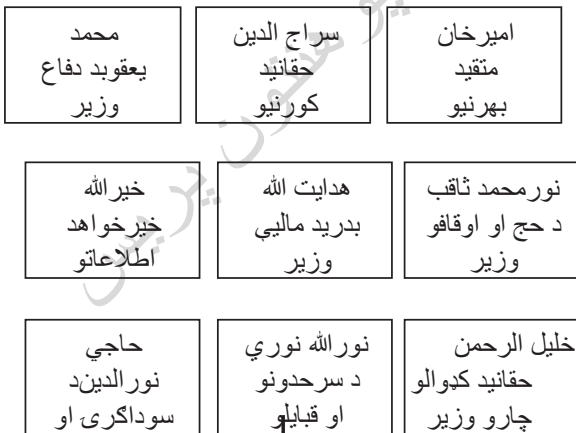 امیرخان
متقید
بهرنیو
سراج الدین
حقانید
کورنیو
محمد
یعقوبد دفاع
وزیر
نورمحمد ثاقب
د حج او اوقافو
وزیر
هدایت الله
بدرید مالیې
وزیر
خیرالله
خیرخواهد
اطلاعاتو
خلیل الرحمن
حقانید کډوالو
چارو وزیر
نورالله نوري
د سرحدونو
او قبایلو
حاجي
نورالدیند
سوداګرۍ او